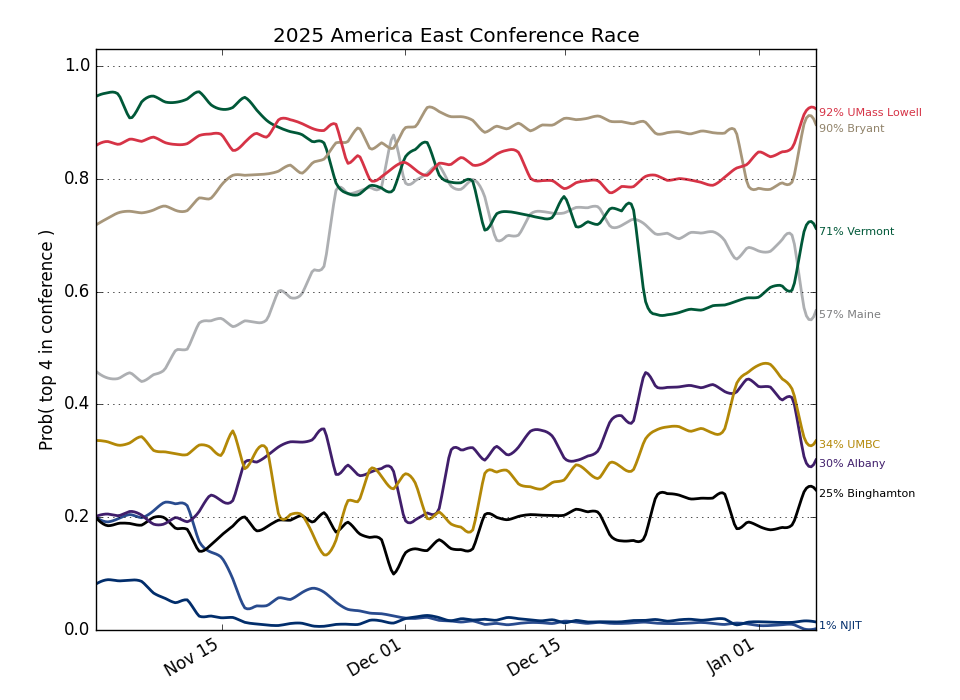 2025 America East Conference Race
Prob( top 4 in conference )
1.0
0.8
0.6
0.4
0.2
0.0
Nov 15
Dec 01
Dec 15
Jan 01
92% UMass Lowell
90% Bryant
71% Vermont
57% Maine
34% UMBC
30% Albany
25% Binghamton
1% NJIT